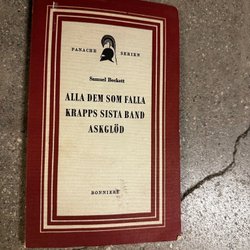 PANACHE SERIEN
Samuel Beckett
ALLA DEM SOM FALLA
KRAPPS SISTA BAND
ASKGLÖD
BONNIERS